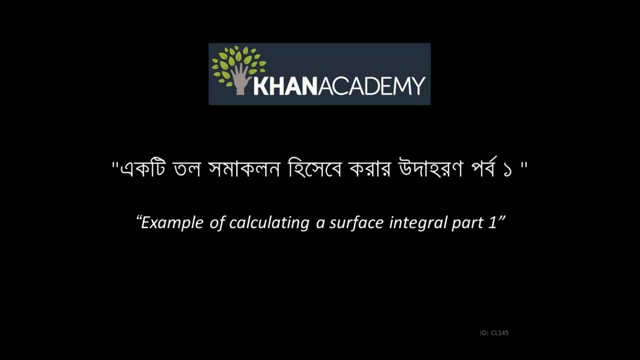 KHANACADEMY
"একটি তল সমাকলন হিসেবে করার উদাহরণ পর্ব ১ "
“Example of calculating a surface integral part 1”
ID: CL145